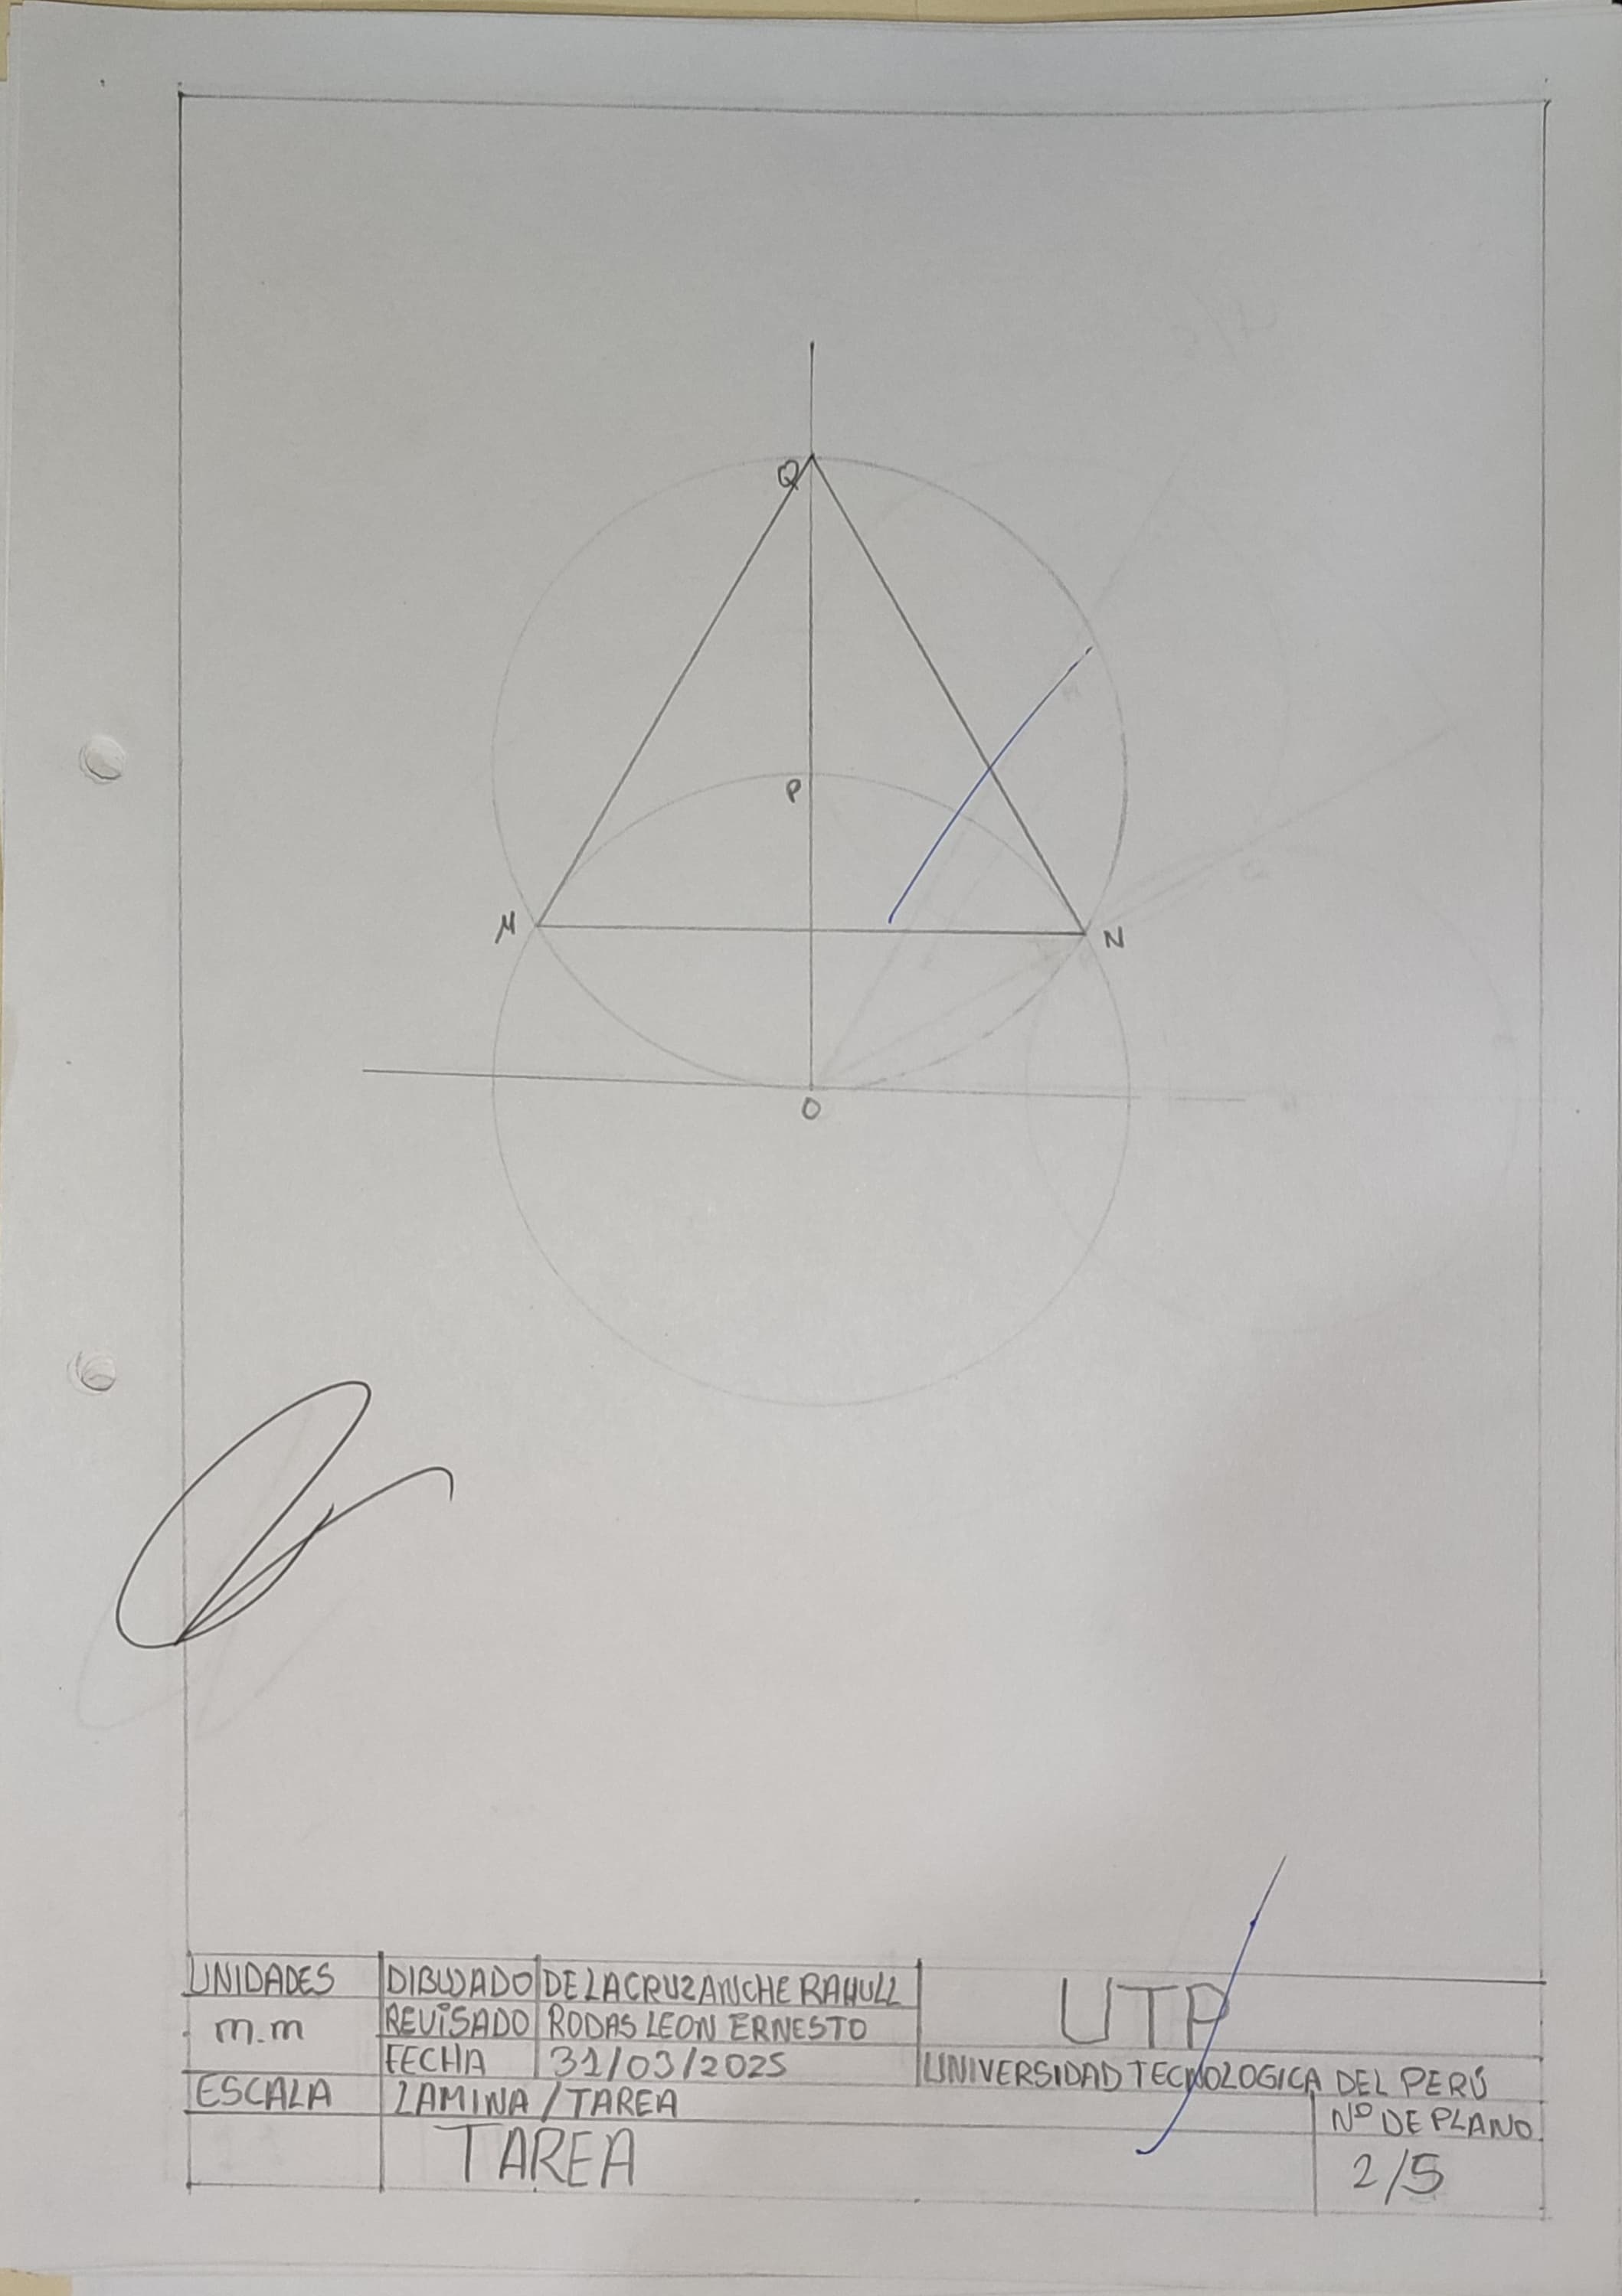 Q
P
M
N
O
UNIDADES
DIBUJADO DE LA CRUZ ANCHE RAHULL
m.m
REVISADO RODAS LEON ERNESTO
UTP
FECHA 31/03/2025
UNIVERSIDAD TECNOLOGICA DEL PERÚ
ESCALA
LAMINA / TAREA
Nº DE PLANO
TAREA
2/5